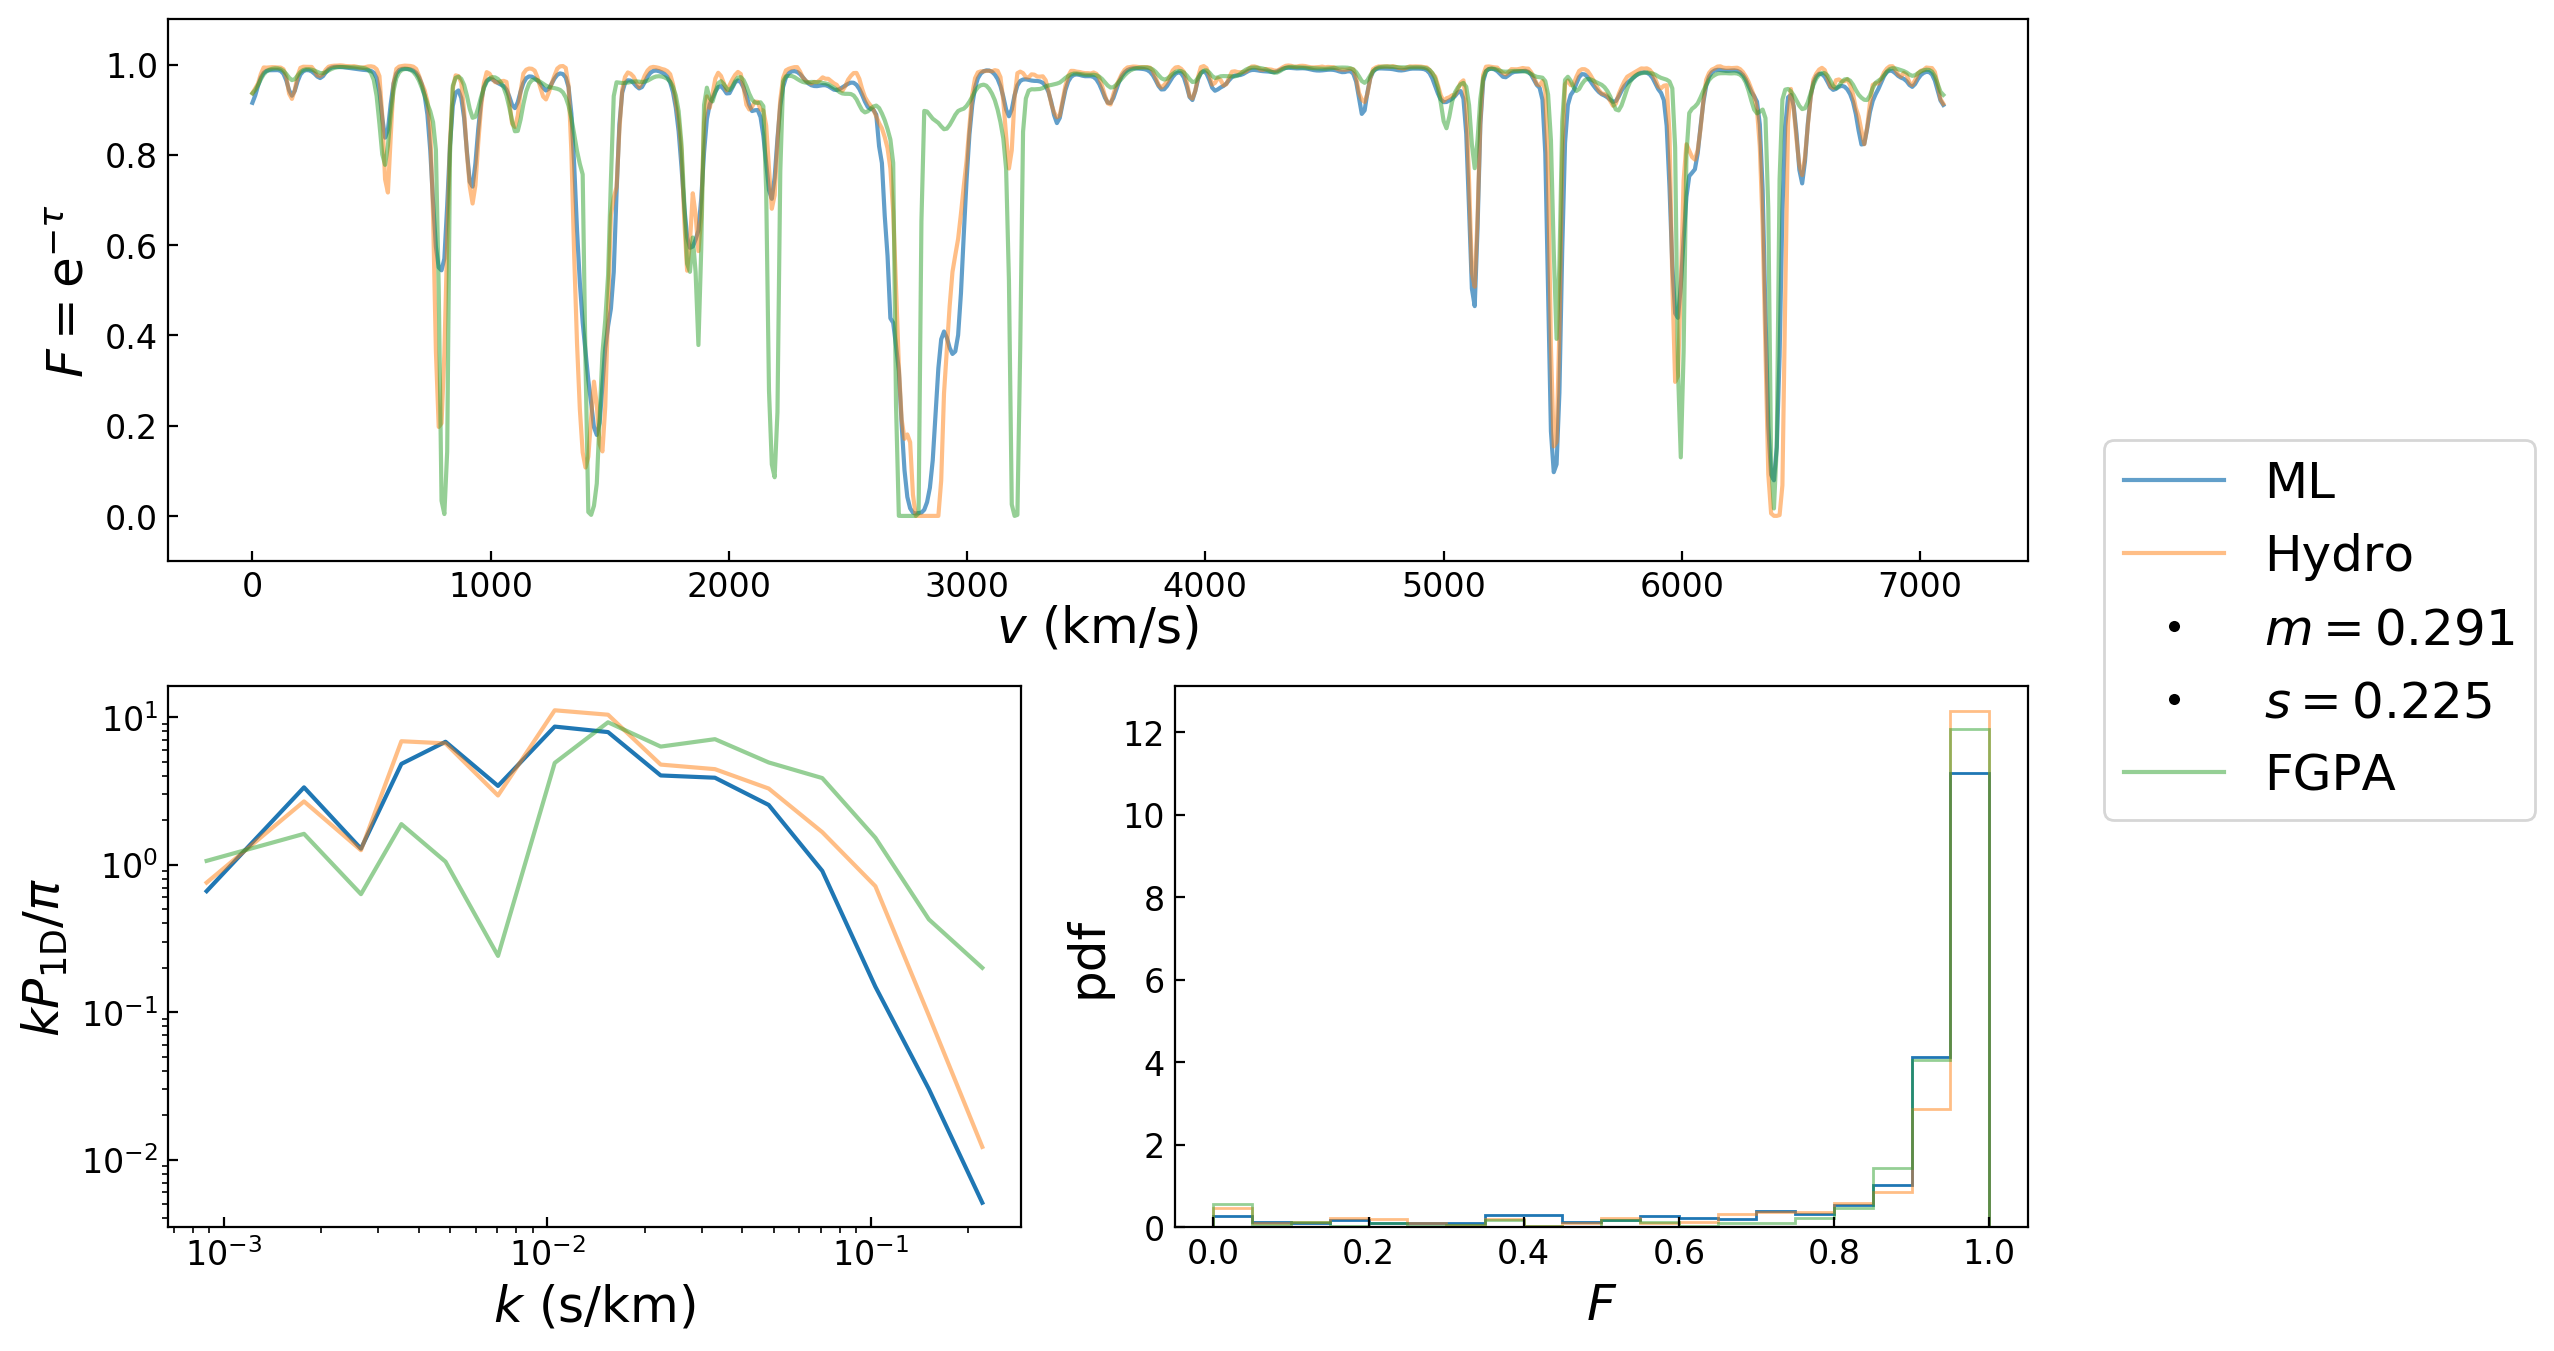 1.0
0.8
0.6
0.4
0.2
0.0
F = e^{−τ}
0 1000 2000 3000 4000 5000 6000 7000
v (km/s)
ML
Hydro
m = 0.291
s = 0.225
FGPA
10^1
10^0
10^{−1}
10^{−2}
kP_{1D}/π
10^{−3} 10^{−2} 10^{−1}
k (s/km)
12
10
8
6
4
2
0
pdf
0.0 0.2 0.4 0.6 0.8 1.0
F